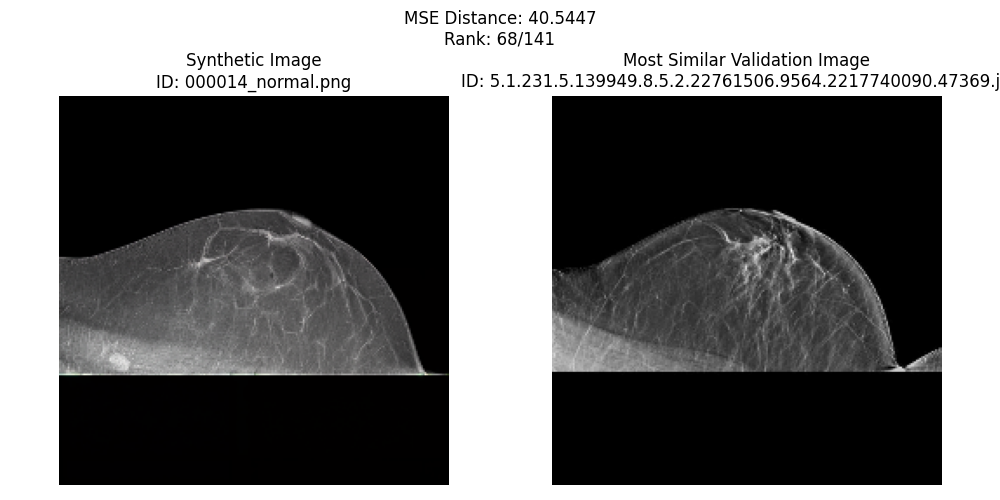 MSE Distance: 40.5447
Rank: 68/141
Synthetic Image
ID: 000014_normal.png
Most Similar Validation Image
ID: 5.1.231.5.139949.8.5.2.22761506.9564.2217740090.47369.j